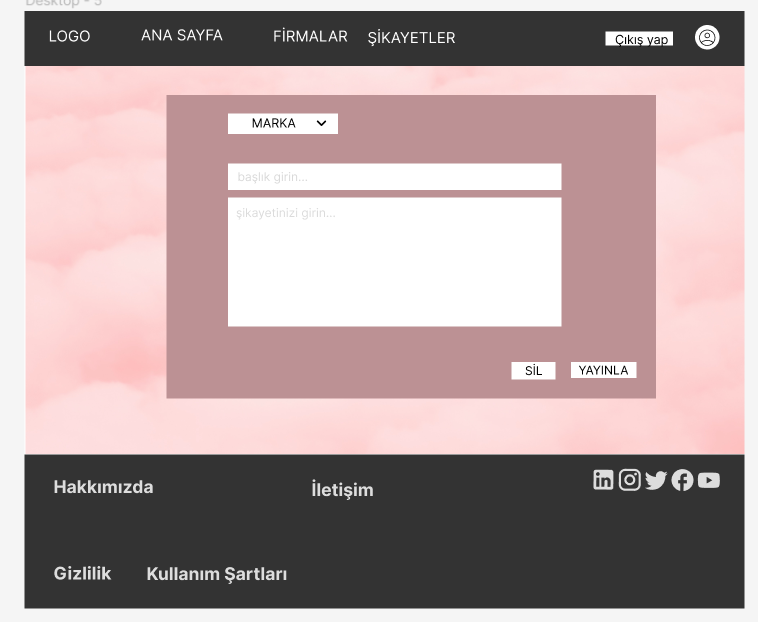 Desktop - 5
LOGO ANA SAYFA FİRMALAR ŞİKAYETLER Çıkış yap
MARKA
başlık girin...
şikayetinizi girin...
SİL YAYINLA
Hakkımızda İletişim
Gizlilik Kullanım Şartları